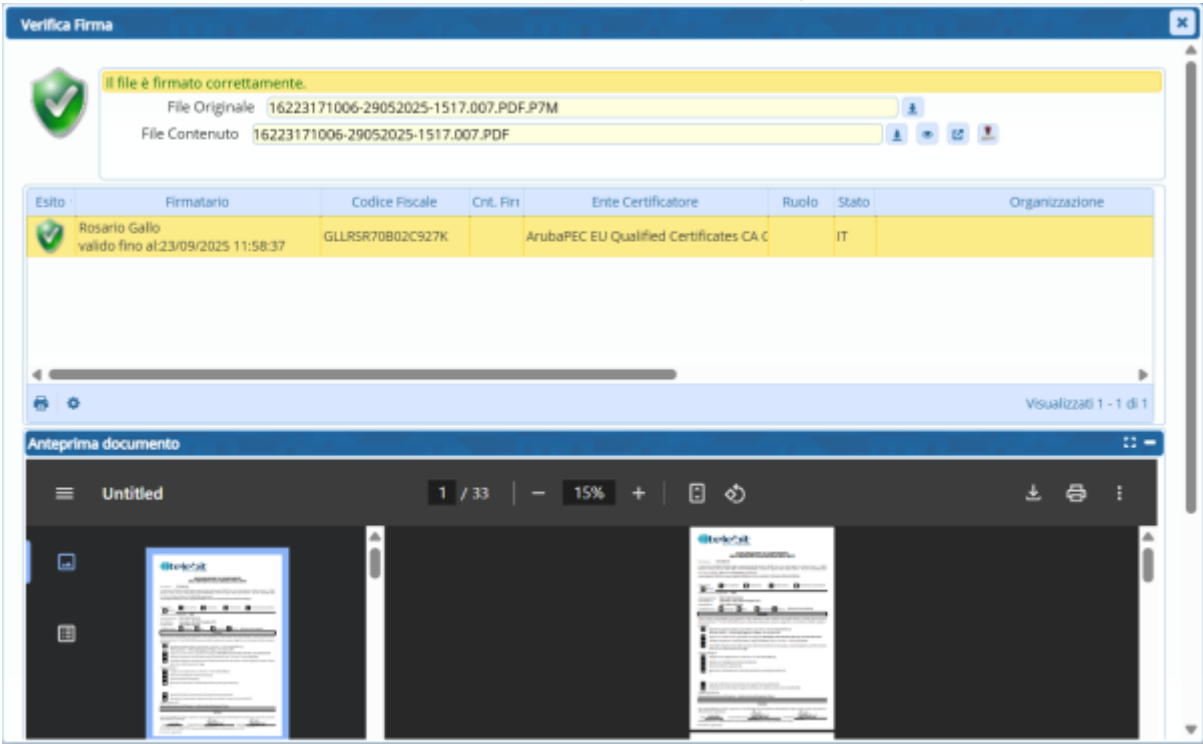 Verifica Firma
Il file è firmato correttamente.
File Originale 16223171006-29052025-1517.007.PDF.P7M
File Contenuto 16223171006-29052025-1517.007.PDF
Esito Firmatario Codice Fiscale Cnt. Firr Ente Certificatore Ruolo Stato Organizzazione
Rosario Gallo
valido fino al:23/09/2025 11:58:37 GLLRSR70B02C927K ArubaPEC EU Qualified Certificates CA G IT
Visualizzati 1 - 1 di 1
Anteprima documento
Untitled 1 / 33 15%
telebit telebit